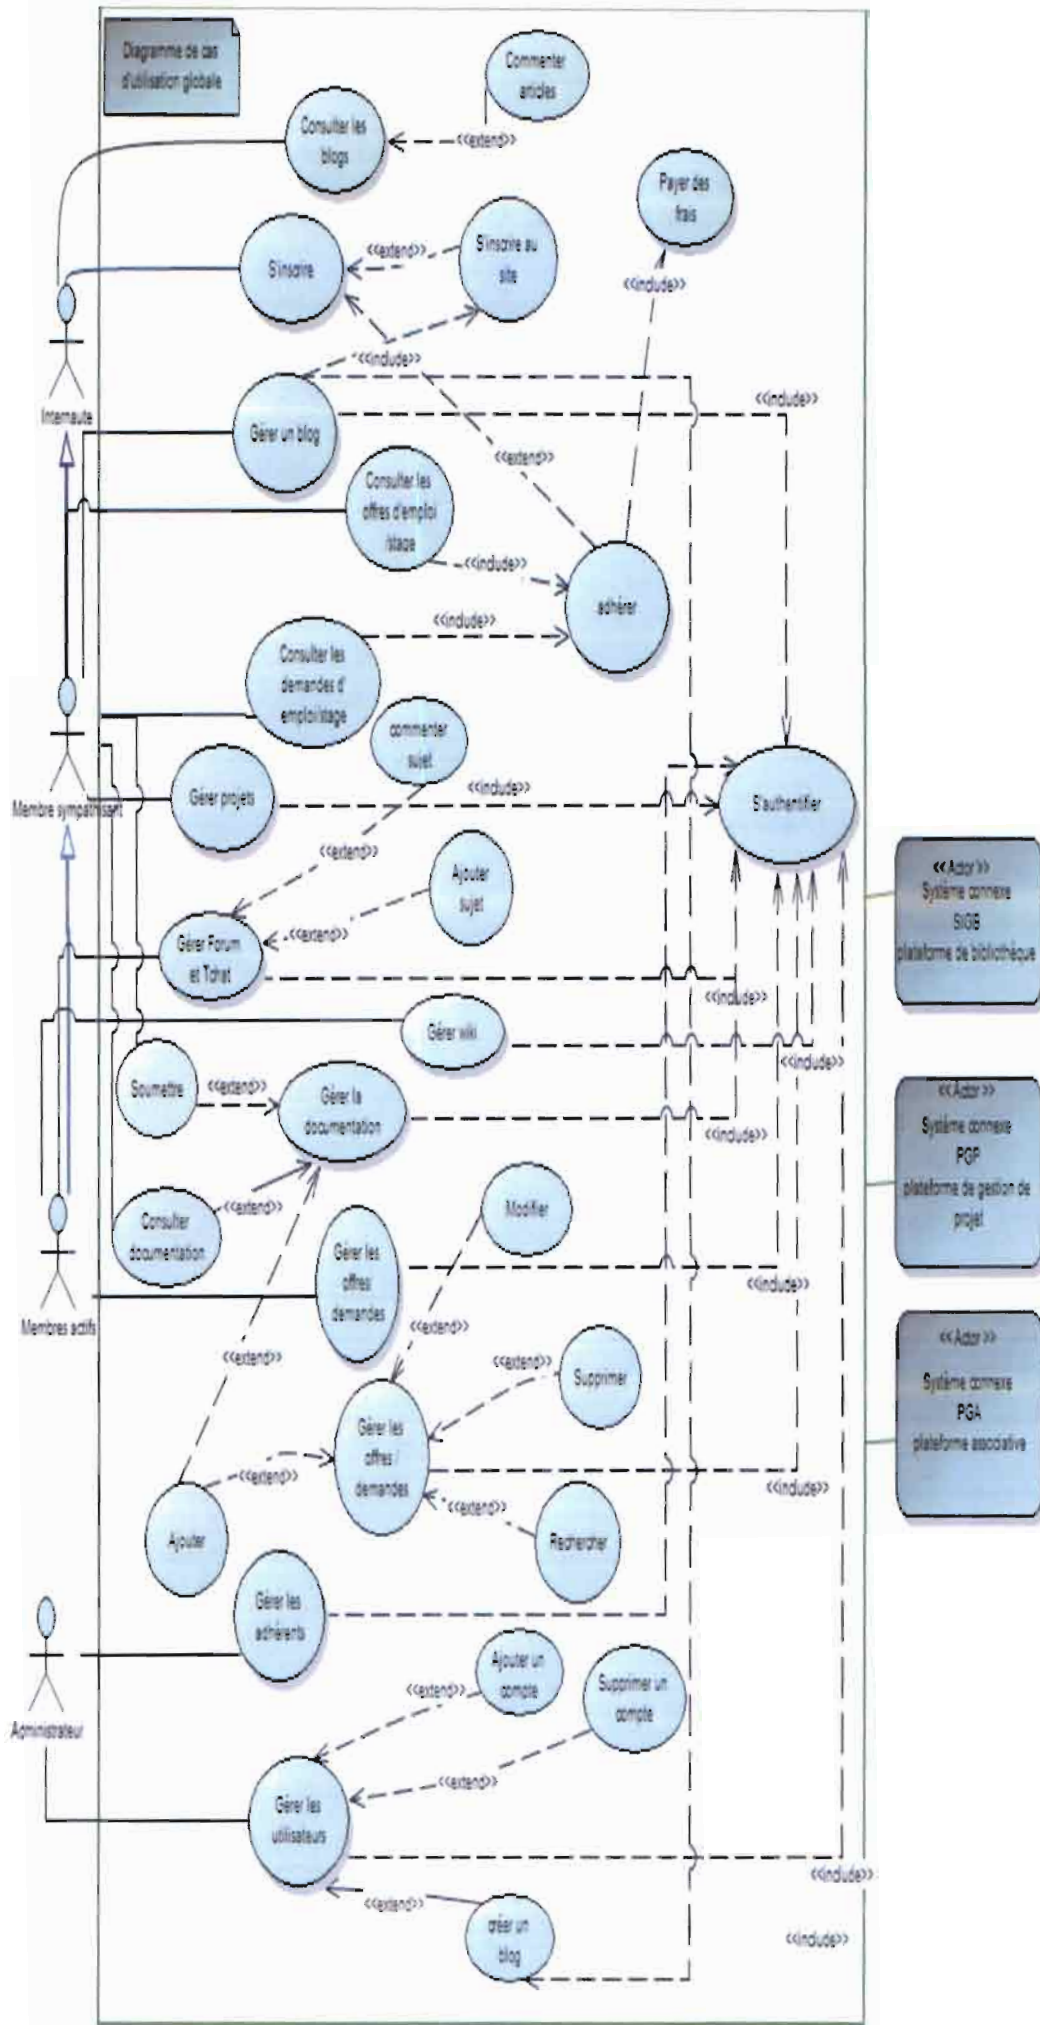 Diagramme de cas
d'utilisation globale
Commenter
articles
Consulter les
blogs
<<extend>>
Payer des
frais
S'inscrire
<<extend>>
S'inscrire au
site
<<include>>
<<include>>
Internaute
Gérer un blog
<<include>>
Consulter les
offres d'emploi
/stage
<<extend>>
<<include>>
adhérer
<<include>>
Consulter les
demandes d'
emploi/stage
commenter
sujet
Membre sympathisant
Gérer projets
<<include>>
S'authentifier
<<extend>>
Ajouter
sujet
<<extend>>
Gérer Forum
et Tchat
<<include>>
Gérer wiki
<<include>>
Soumettre
<<extend>>
Gérer la
documentation
<<include>>
Consulter
documentation
<<extend>>
Modifier
Gérer les
offres
demandes
<<include>>
Membres actifs
<<extend>>
<<extend>>
<<extend>>
Supprimer
Gérer les
offres /
demandes
<<extend>>
<<include>>
<<extend>>
Ajouter
Rechercher
Gérer les
adhérents
Administrateur
Ajouter un
compte
<<extend>>
Supprimer un
compte
<<extend>>
Gérer les
utilisateurs
<<include>>
<<extend>>
créer un
blog
<<include>>
<< Actor >>
Système connexe
SIGB
plateforme de bibliothèque
<< Actor >>
Système connexe
PGP
plateforme de gestion de
projet
<< Actor >>
Système connexe
PGA
plateforme associative